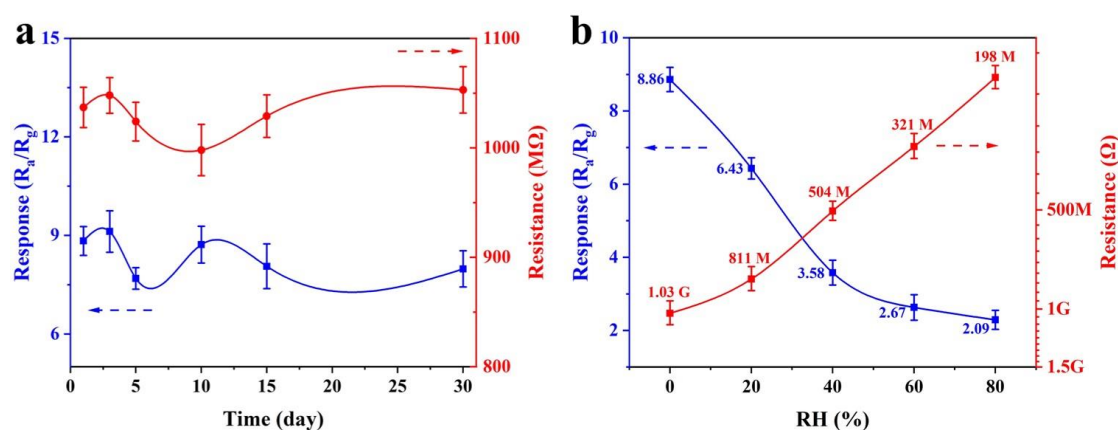 a
Response (Ra/Rg)
15
12
9
6
1100
1000
900
800
Resistance (MΩ)
0 5 10 15 20 25 30
Time (day)
b
Response (Ra/Rg)
10
8
6
4
2
8.86
6.43
3.58
2.67
2.09
1.03 G
811 M
504 M
321 M
198 M
500M
1G
1.5G
Resistance (Ω)
0 20 40 60 80
RH (%)